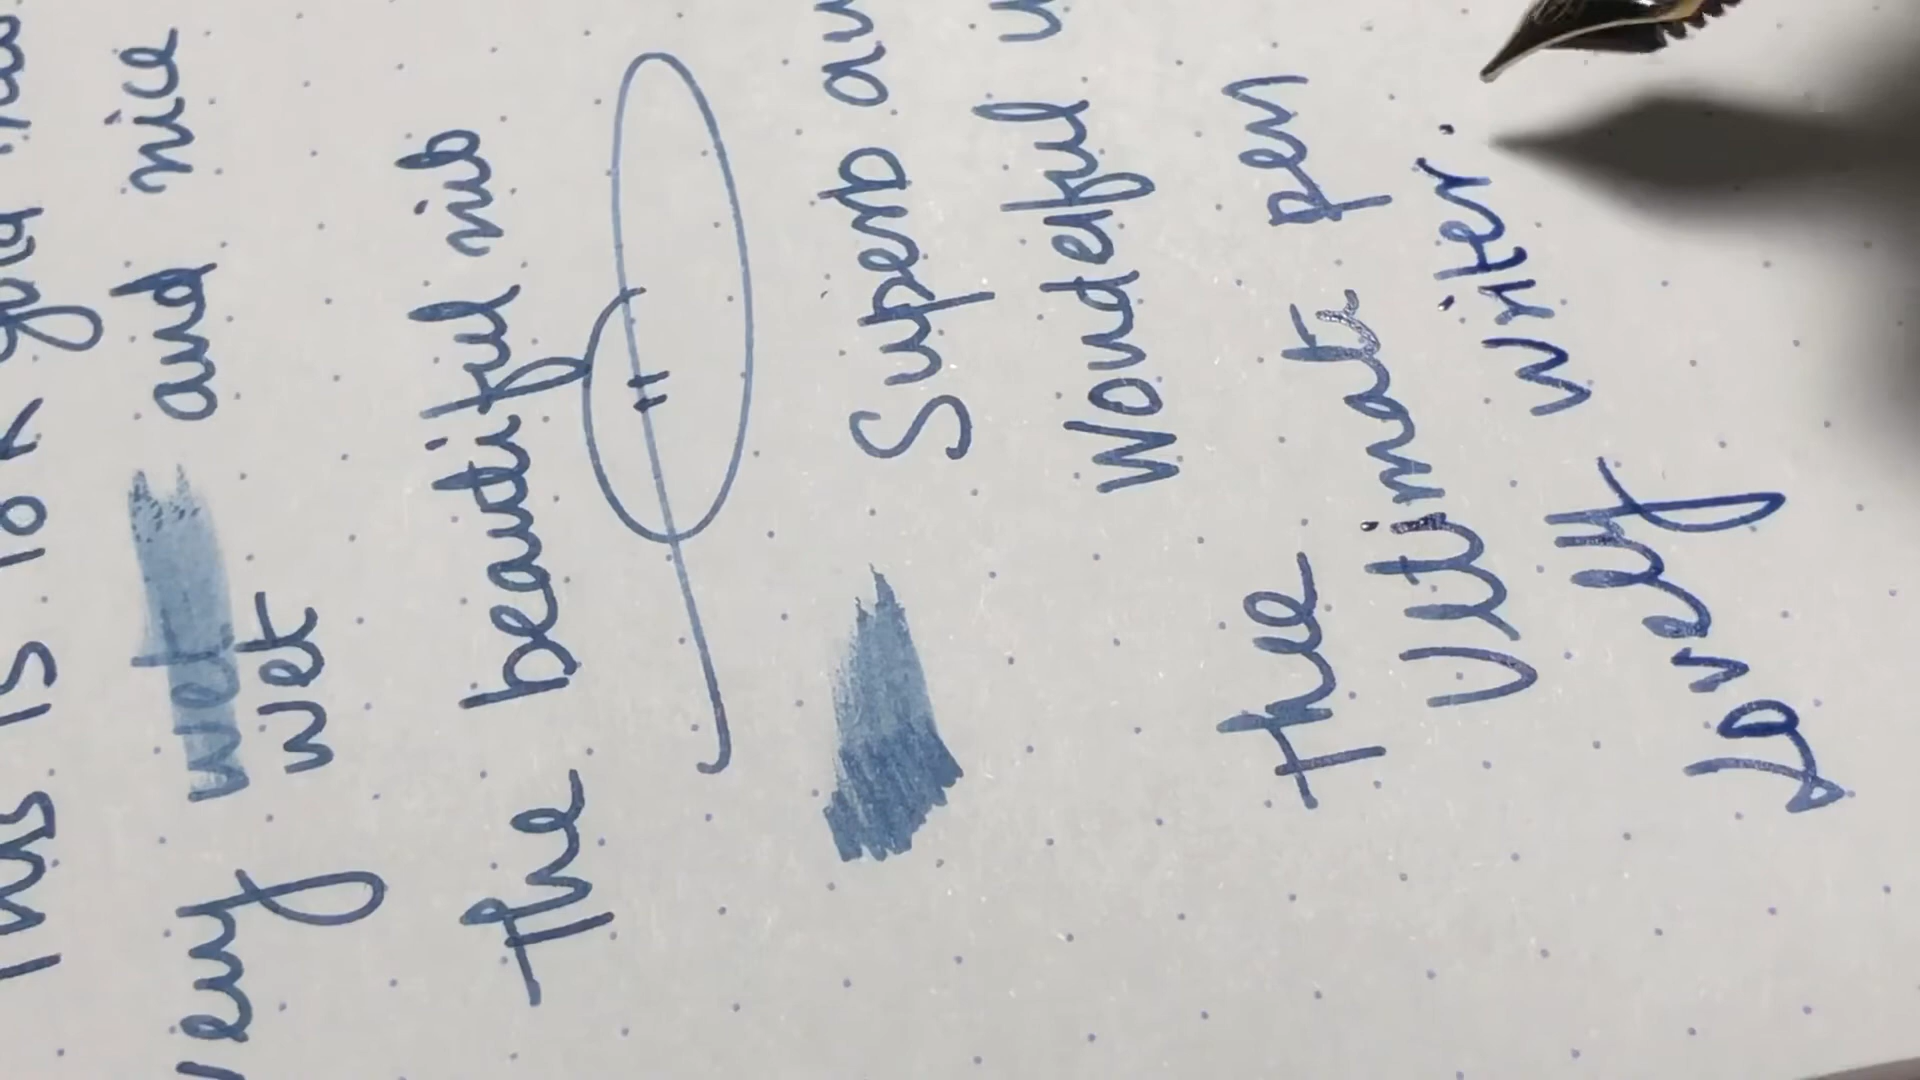 This is 18K gold nib
very wet and nice
wet
The beautiful nib
Superb
Wonderful
The Ultimate pen
Lovely writer.